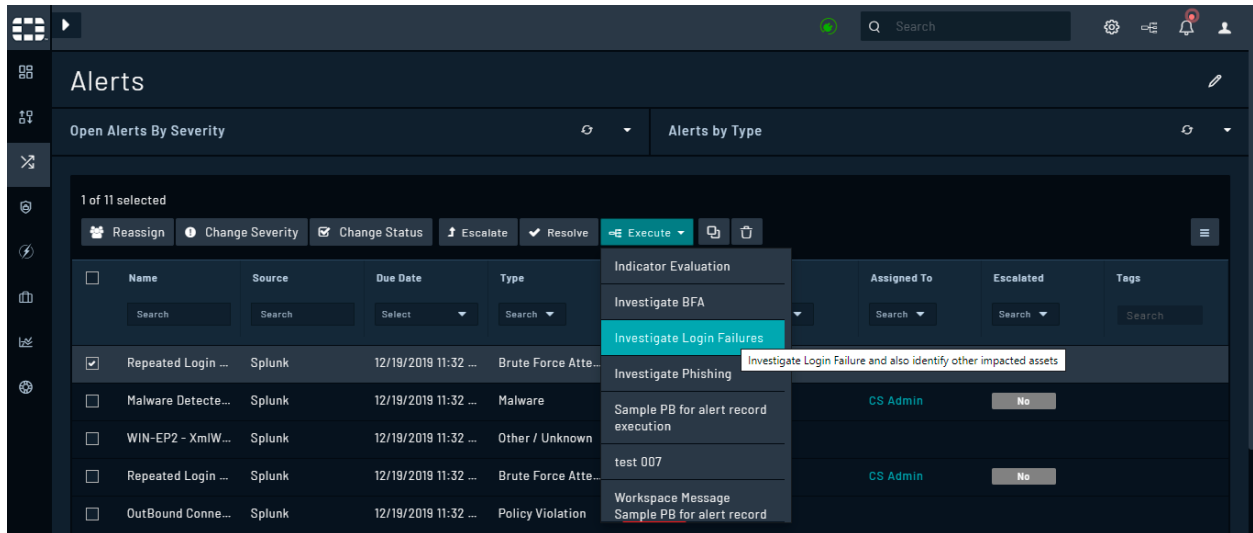 Search
Alerts
Open Alerts By Severity
Alerts by Type
1 of 11 selected
Reassign
Change Severity
Change Status
Escalate
Resolve
Execute
Name
Source
Due Date
Type
Assigned To
Escalated
Tags
Search
Search
Select
Search
Search
Search
Search
Indicator Evaluation
Investigate BFA
Investigate Login Failures
Investigate Login Failure and also identify other impacted assets
Investigate Phishing
Sample PB for alert record
execution
test 007
Workspace Message
Sample PB for alert record
Repeated Login ... Splunk 12/19/2019 11:32 ... Brute Force Atte...
Malware Detecte... Splunk 12/19/2019 11:32 ... Malware CS Admin No
WIN-EP2 - XmlW... Splunk 12/19/2019 11:32 ... Other / Unknown
Repeated Login ... Splunk 12/19/2019 11:32 ... Brute Force Atte... CS Admin No
OutBound Conne... Splunk 12/19/2019 11:32 ... Policy Violation